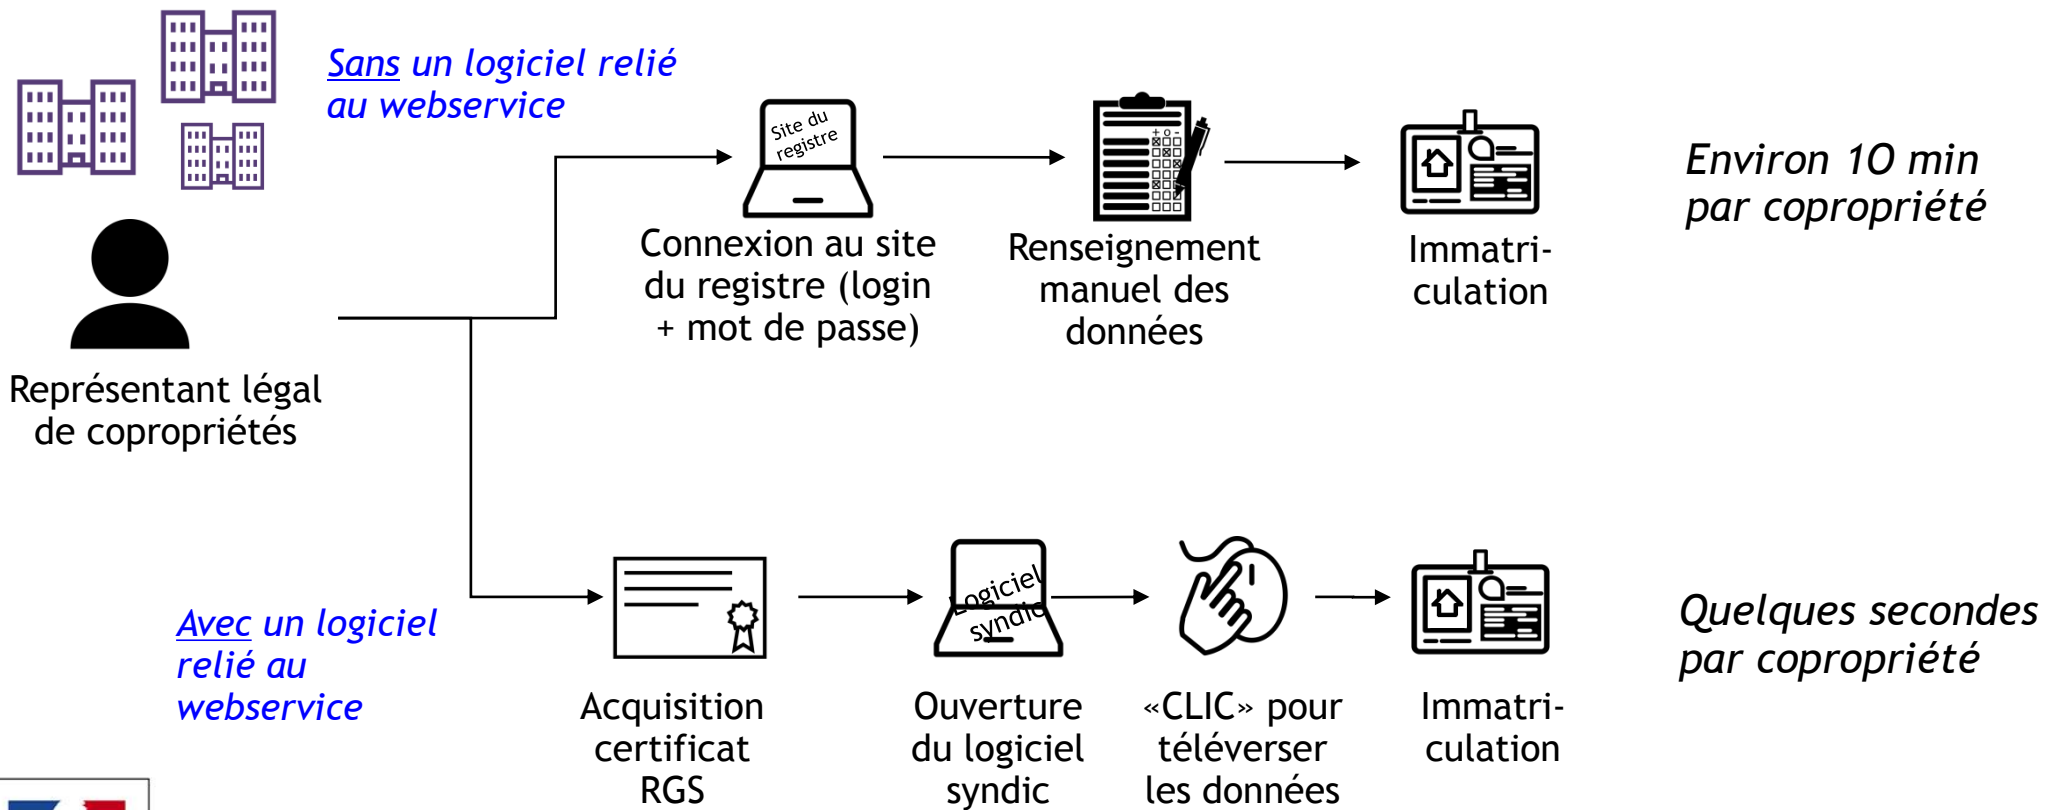 Sans un logiciel relié
au webservice
Site du
registre
Connexion au site
du registre (login
+ mot de passe)
+ o -
Renseignement
manuel des
données
Immatri-
culation
Environ 10 min
par copropriété
Représentant légal
de copropriétés
Avec un logiciel
relié au
webservice
Acquisition
certificat
RGS
Logiciel
syndic
Ouverture
du logiciel
syndic
«CLIC» pour
téléverser
les données
Immatri-
culation
Quelques secondes
par copropriété